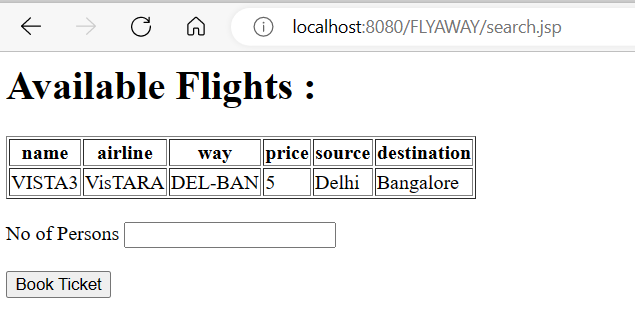 localhost:8080/FLYAWAY/search.jsp
Available Flights :
name airline way price source destination
VISTA3 VisTARA DEL-BAN 5 Delhi Bangalore
No of Persons
Book Ticket